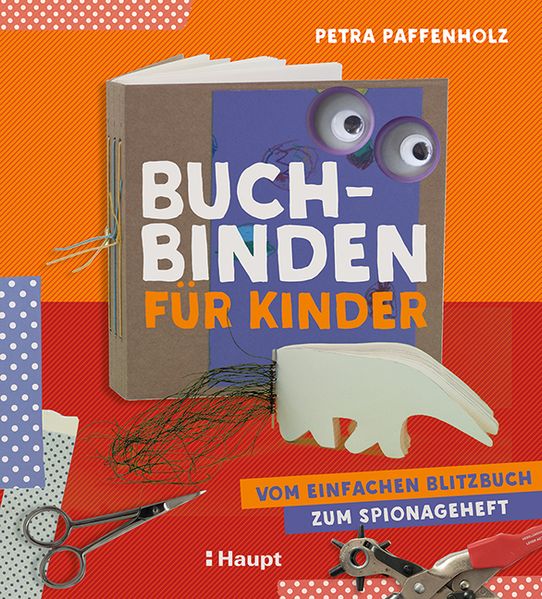 PETRA PAFFENHOLZ
BUCH-
BINDEN
FÜR KINDER
VOM EINFACHEN BLITZBUCH
ZUM SPIONAGEHEFT
Haupt